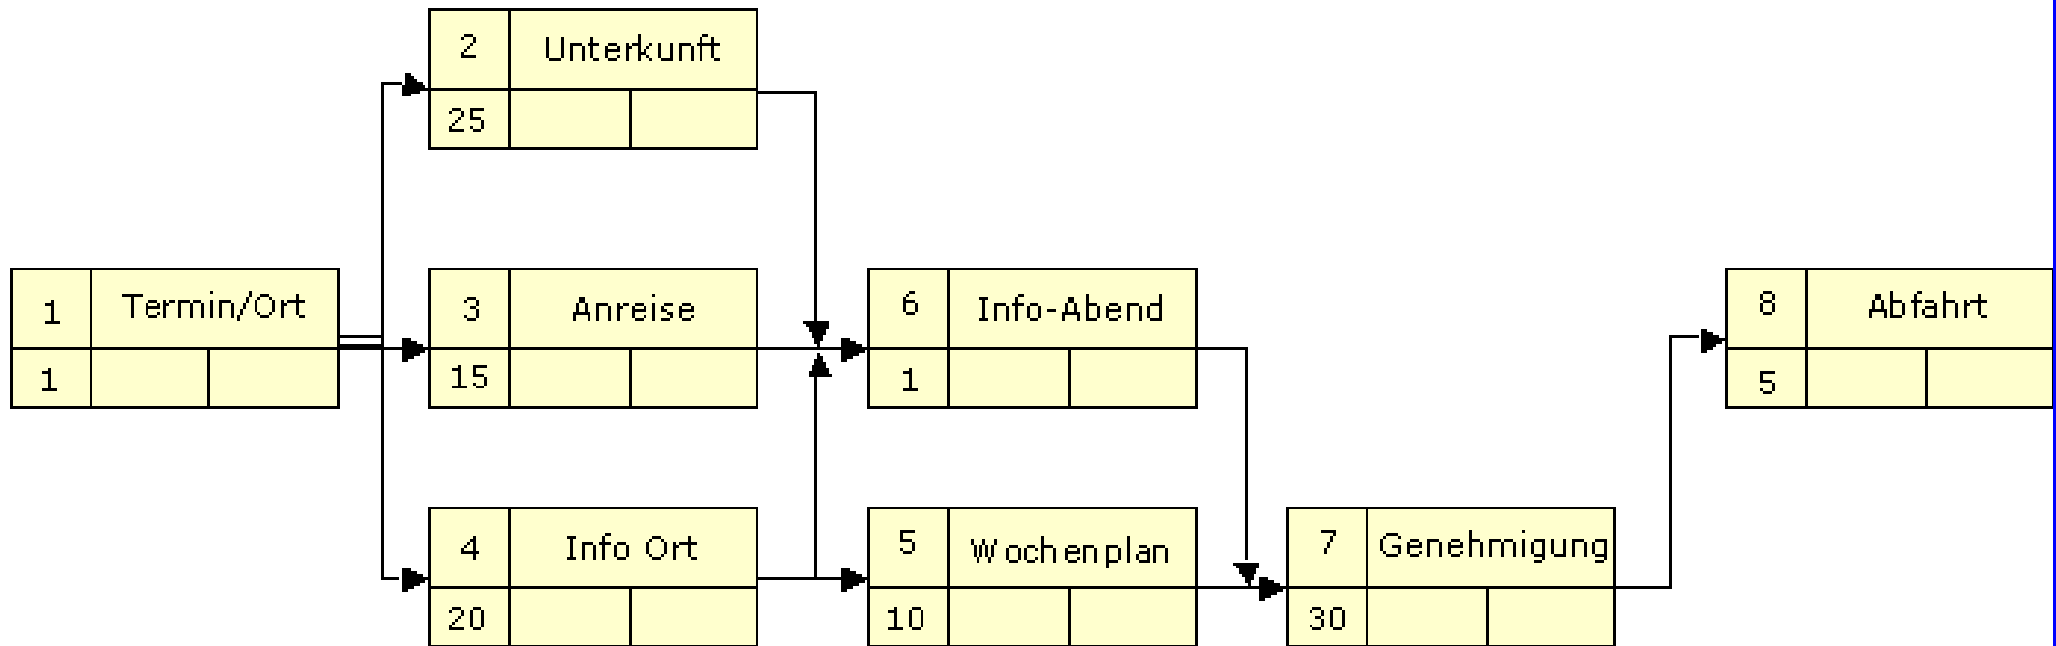 2 Unterkunft
25
1 Termin/Ort
1
3 Anreise
15
6 Info-Abend
1
8 Abfahrt
5
4 Info Ort
20
5 Wochenplan
10
7 Genehmigung
30